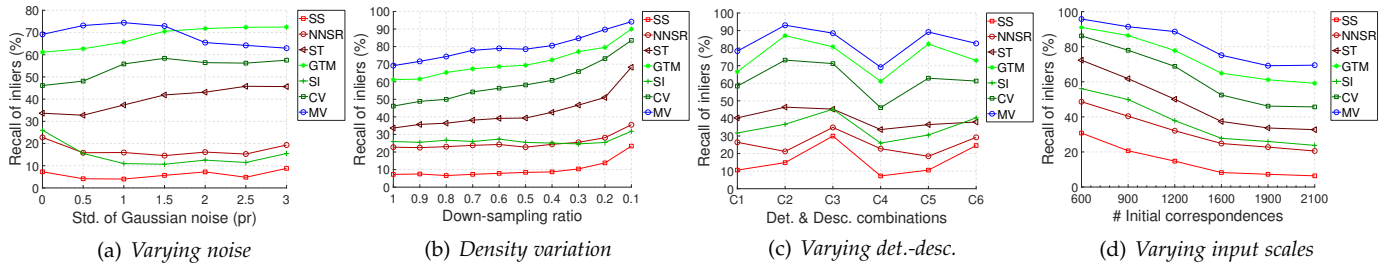 Recall of inliers (%)
80
70
60
50
40
30
20
10
0
0 0.5 1 1.5 2 2.5 3
Std. of Gaussian noise (pr)
SS
NNSR
ST
GTM
SI
CV
MV
(a) Varying noise
Recall of inliers (%)
100
90
80
70
60
50
40
30
20
10
0
1 0.9 0.8 0.7 0.6 0.5 0.4 0.3 0.2 0.1
Down-sampling ratio
SS
NNSR
ST
GTM
SI
CV
MV
(b) Density variation
Recall of inliers (%)
100
90
80
70
60
50
40
30
20
10
0
C1 C2 C3 C4 C5 C6
Det. & Desc. combinations
SS
NNSR
ST
GTM
SI
CV
MV
(c) Varying det.-desc.
Recall of inliers (%)
100
80
60
40
20
0
600 900 1200 1600 1900 2100
# Initial correspondences
SS
NNSR
ST
GTM
SI
CV
MV
(d) Varying input scales